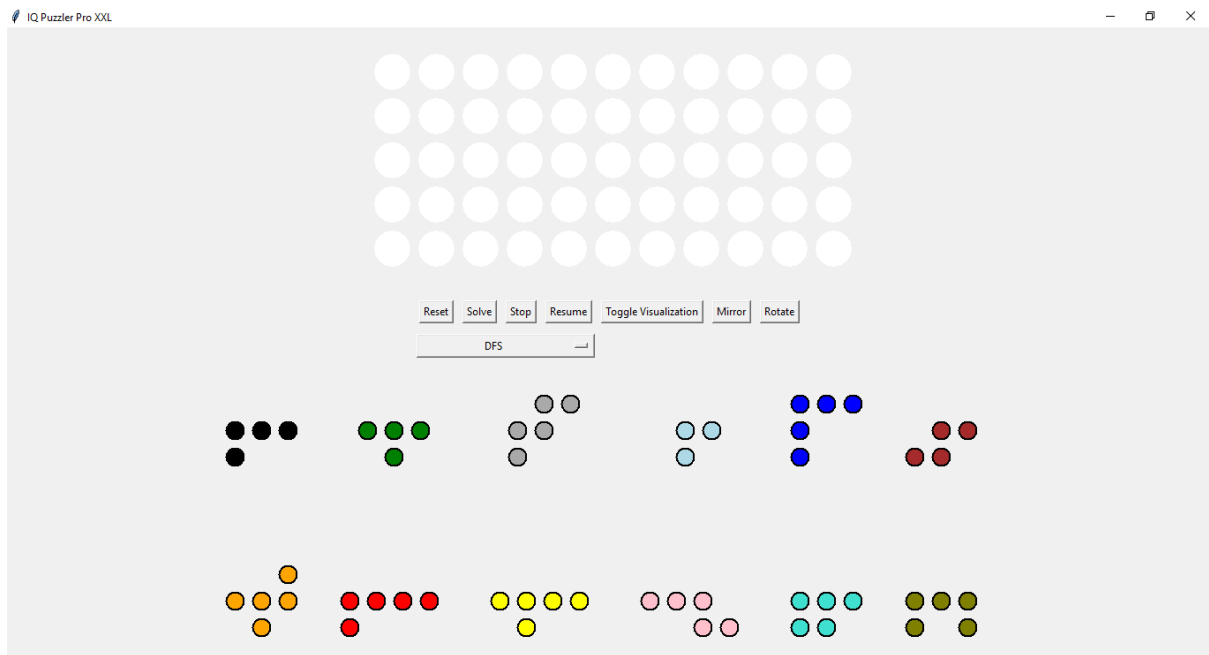 IQ Puzzler Pro XXL
Reset Solve Stop Resume Toggle Visualization Mirror Rotate
DFS